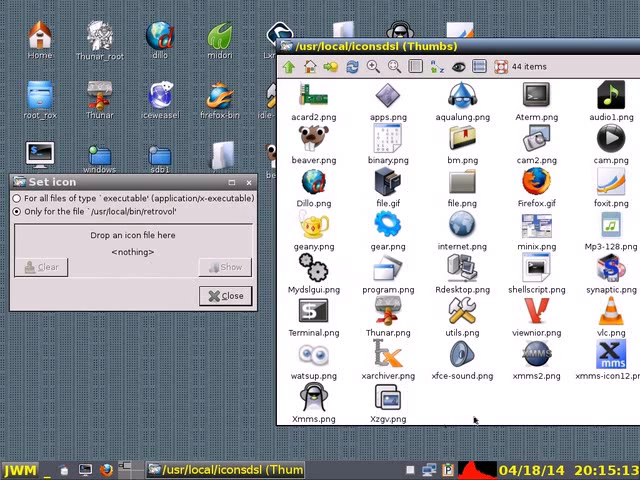 Home
Thunar_root
dillo
midori
/usr/local/iconsdsl (Thumbs)
44 items
root_rox
Thunar
iceweasel
firefox-bin
windows
sdb1
acard2.png
apps.png
aqualung.png
Aterm.png
audio1.png
beaver.png
binary.png
bm.png
cam2.png
cam.png
Dillo.png
file.gif
file.png
Firefox.gif
foxit.png
geany.png
gear.png
internet.png
minix.png
Mp3-128.png
Mydslgui.png
program.png
Rdesktop.png
shellscript.png
synaptic.png
Terminal.png
Thunar.png
utils.png
viewnior.png
vlc.png
watsup.png
xarchiver.png
xfce-sound.png
xmms2.png
xmms-icon12.pn
Xmms.png
Xzgv.png
Set icon
For all files of type `executable' (application/x-executable)
Only for the file `/usr/local/bin/retrovol'
Drop an icon file here
<nothing>
Clear
Show
Close
JWM
/usr/local/iconsdsl (Thum
04/18/14
20:15:13